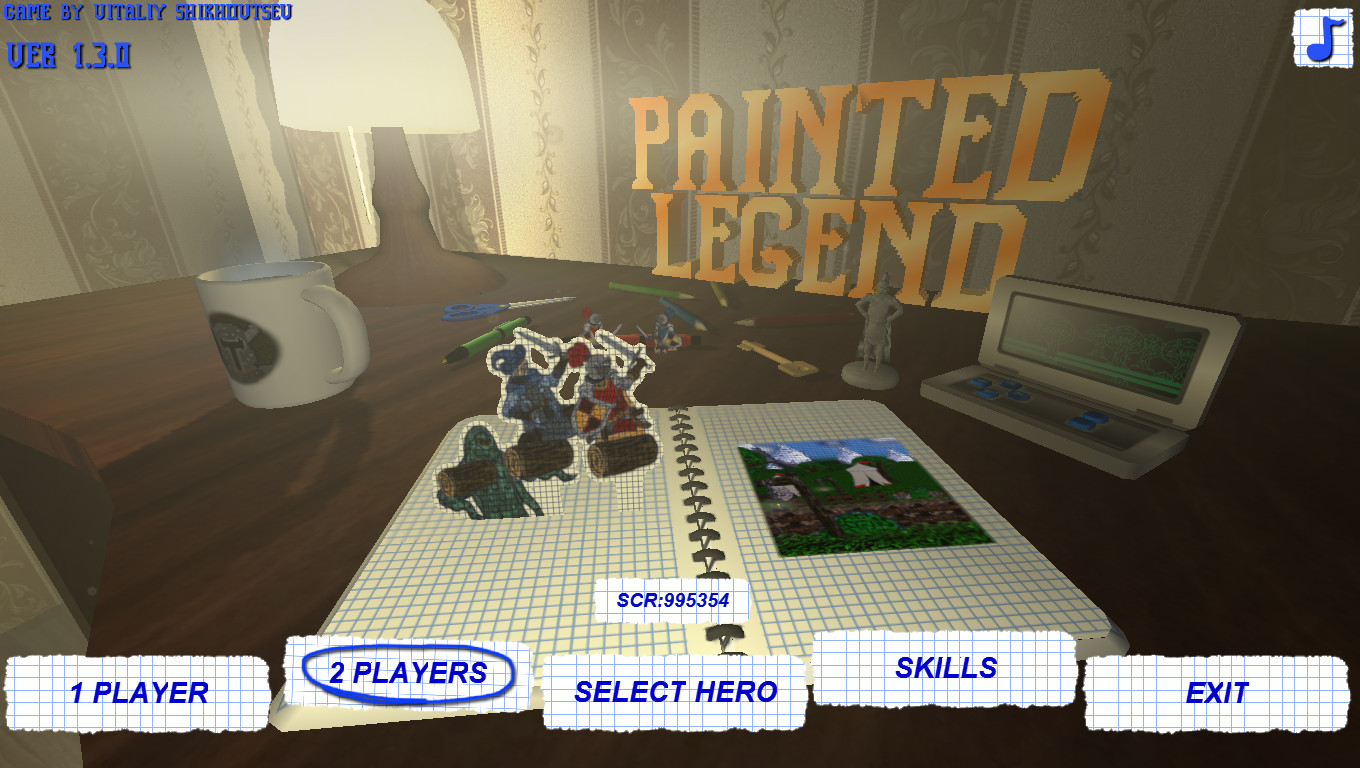 GAME BY VITALIY SHIKHOVTSEV
VER 1.3.0
PAINTED
LEGEND
SCR:995354
1 PLAYER
2 PLAYERS
SELECT HERO
SKILLS
EXIT